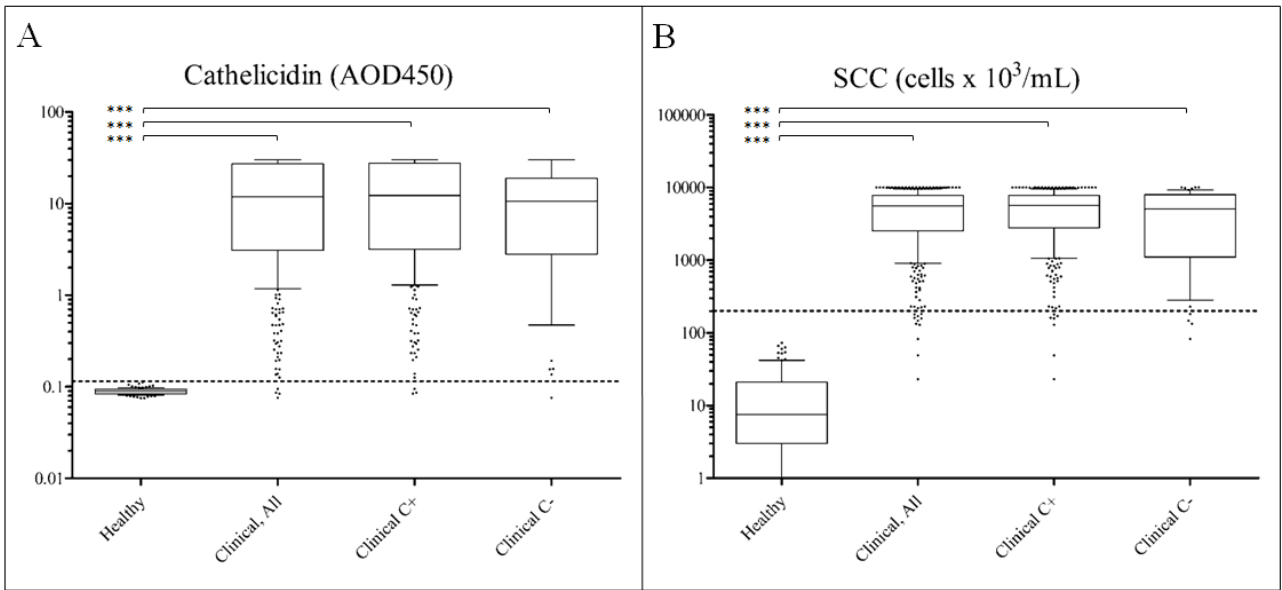 A
Cathelicidin (AOD450)
***
***
***
100
10
1
0.1
0.01
Healthy
Clinical, All
Clinical C+
Clinical C-
B
SCC (cells x 10³/mL)
***
***
***
100000
10000
1000
100
10
1
Healthy
Clinical, All
Clinical C+
Clinical C-